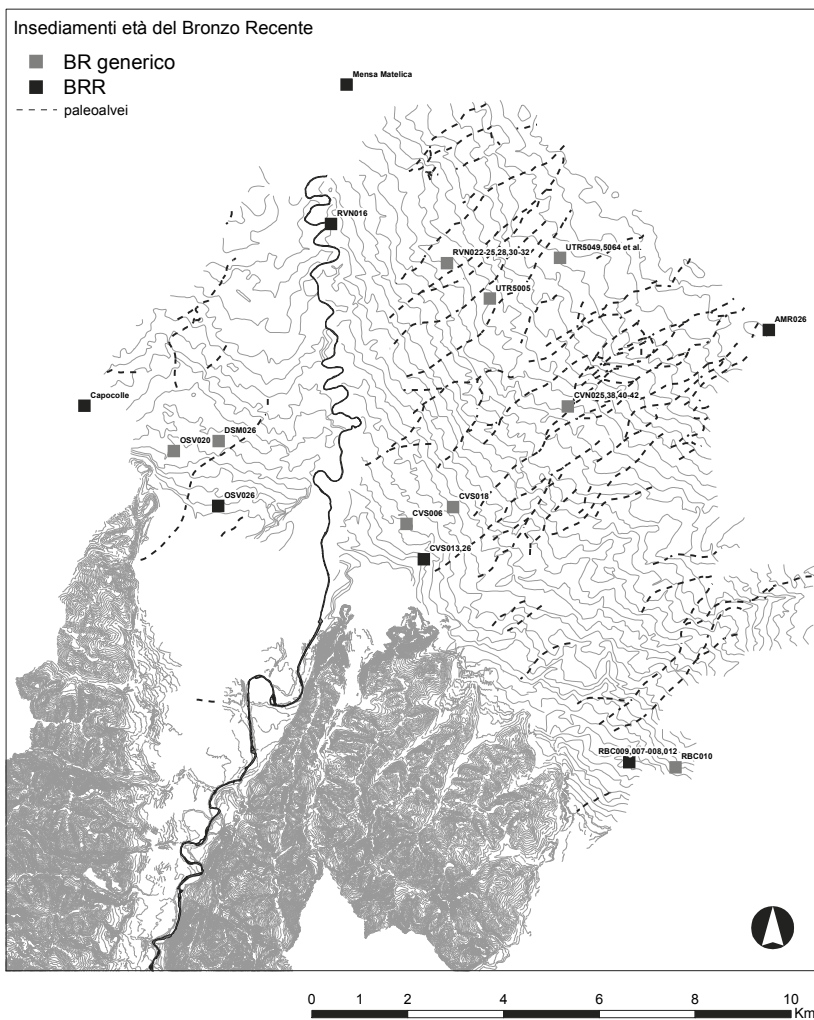 Insediamenti età del Bronzo Recente
BR generico
BRR
paleoalvei
Mensa Matelica
RVN016
RVN022-25,28,30-32
UTR5049,5064 et al.
UTR5005
AMR026
Capocolle
CVN025,38,40-42
DSM026
OSV020
OSV026
CVS018
CVS006
CVS013,26
RBC009,007-008,012
RBC010
0 1 2 4 6 8 10
Km